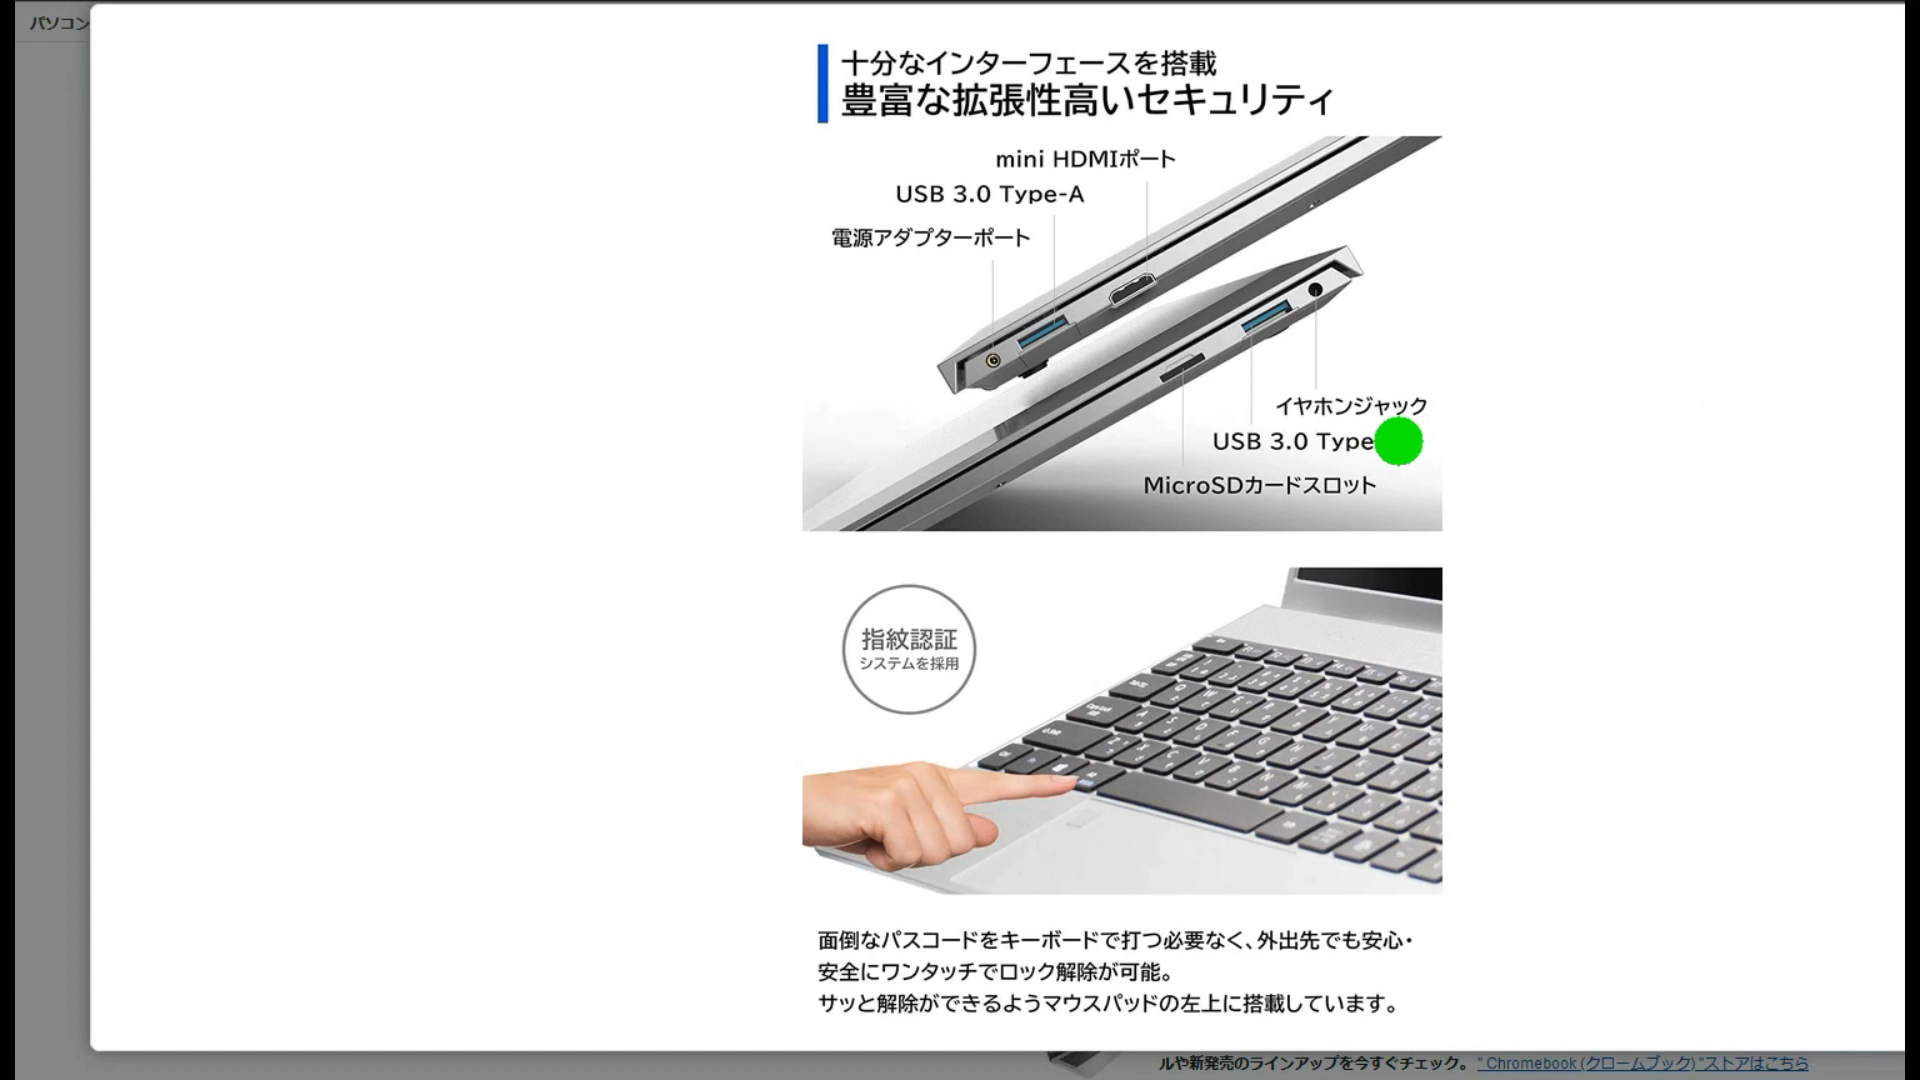 パソコン
十分なインターフェースを搭載
豊富な拡張性高いセキュリティ
mini HDMIポート
USB 3.0 Type-A
電源アダプターポート
イヤホンジャック
USB 3.0 Type
MicroSDカードスロット
指紋認証
システムを採用
面倒なパスコードをキーボードで打つ必要なく、外出先でも安心・
安全にワンタッチでロック解除が可能。
サッと解除ができるようマウスパッドの左上に搭載しています。
ルや新発売のラインアップを今すぐチェック。 " Chromebook (クロームブック) "ストアはこちら